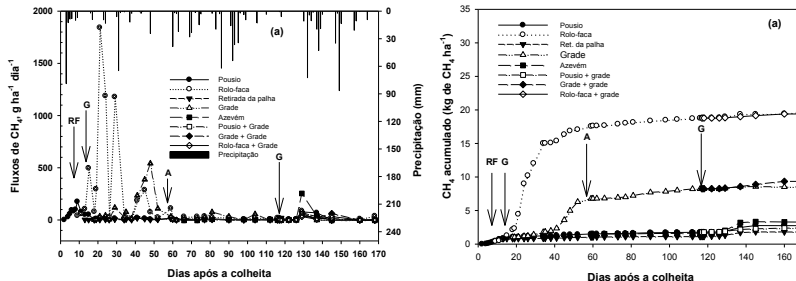 2000
1600
1200
800
400
0
Fluxos de CH₄, g ha⁻¹ dia⁻¹
0
30
60
90
120
150
180
210
240
Precipitação (mm)
(a)
RF
G
A
G
Pousio
Rolo-faca
Retirada da palha
Grade
Azevém
Pousio + Grade
Grade + Grade
Rolo-faca + Grade
Precipitação
0 10 20 30 40 50 60 70 80 90 100 110 120 130 140 150 160 170
Dias após a colheita
35
30
25
20
15
10
5
0
CH₄ acumulado (kg de CH₄ ha⁻¹)
(a)
Pousio
Rolo-faca
Ret. da palha
Grade
Azevém
Pousio + grade
Grade + grade
Rolo-faca + grade
RF
G
A
G
0 20 40 60 80 100 120 140 160
Dias após a colheita